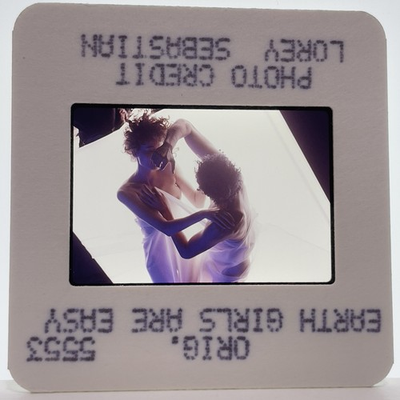 ORIG. 5553
EARTH GIRLS ARE EASY
PHOTO CREDIT
LOREY SEBASTIAN